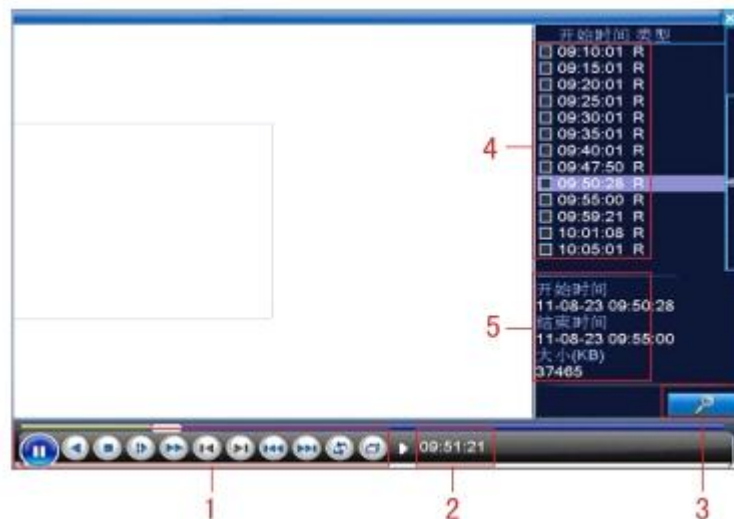 开始时间 类型
09:10:01 R
09:15:01 R
09:20:01 R
09:25:01 R
09:30:01 R
09:35:01 R
09:40:01 R
09:47:50 R
09:50:28 R
09:55:00 R
09:59:21 R
10:01:08 R
10:05:01 R
4
开始时间
11-08-23 09:50:28
结束时间
11-08-23 09:55:00
大小(KB)
37465
5
09:51:21
1
2
3